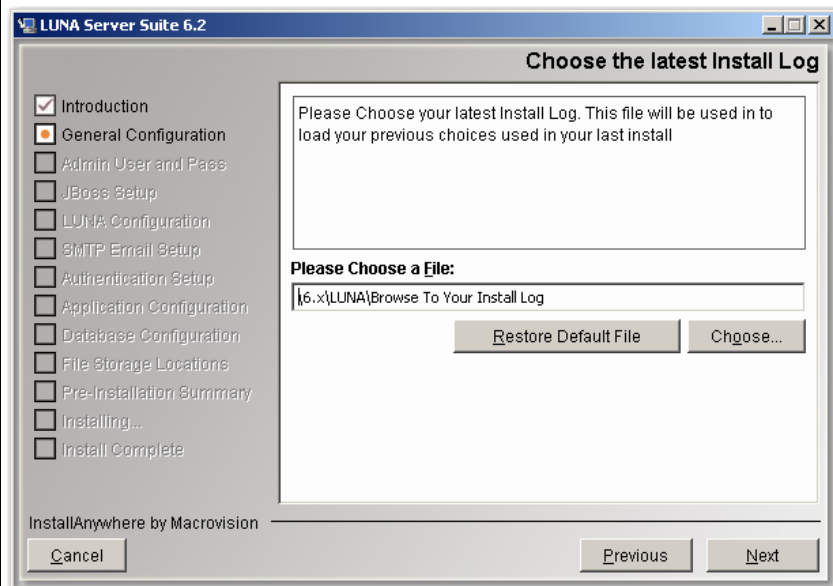 LUNA Server Suite 6.2
Choose the latest Install Log
Introduction
General Configuration
Admin User and Pass
JBoss Setup
LUNA Configuration
SMTP Email Setup
Authentication Setup
Application Configuration
Database Configuration
File Storage Locations
Pre-Installation Summary
Installing...
Install Complete
Please Choose your latest Install Log. This file will be used in to
load your previous choices used in your last install
Please Choose a File:
\6.x\LUNA\Browse To Your Install Log
Restore Default File
Choose...
InstallAnywhere by Macrovision
Cancel
Previous
Next